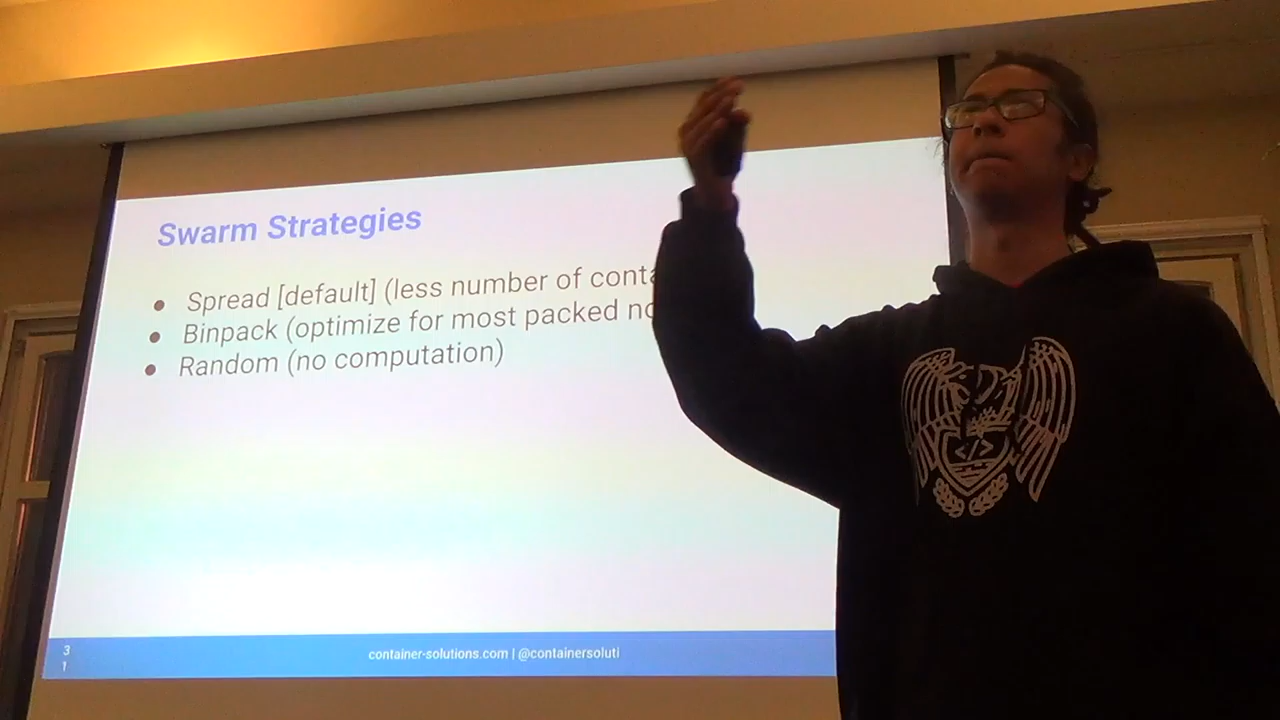 Swarm Strategies
Spread [default] (less number of
Binpack (optimize for most packed
Random (no computation)
3
1
container-solutions.com | @containersoluti
</>